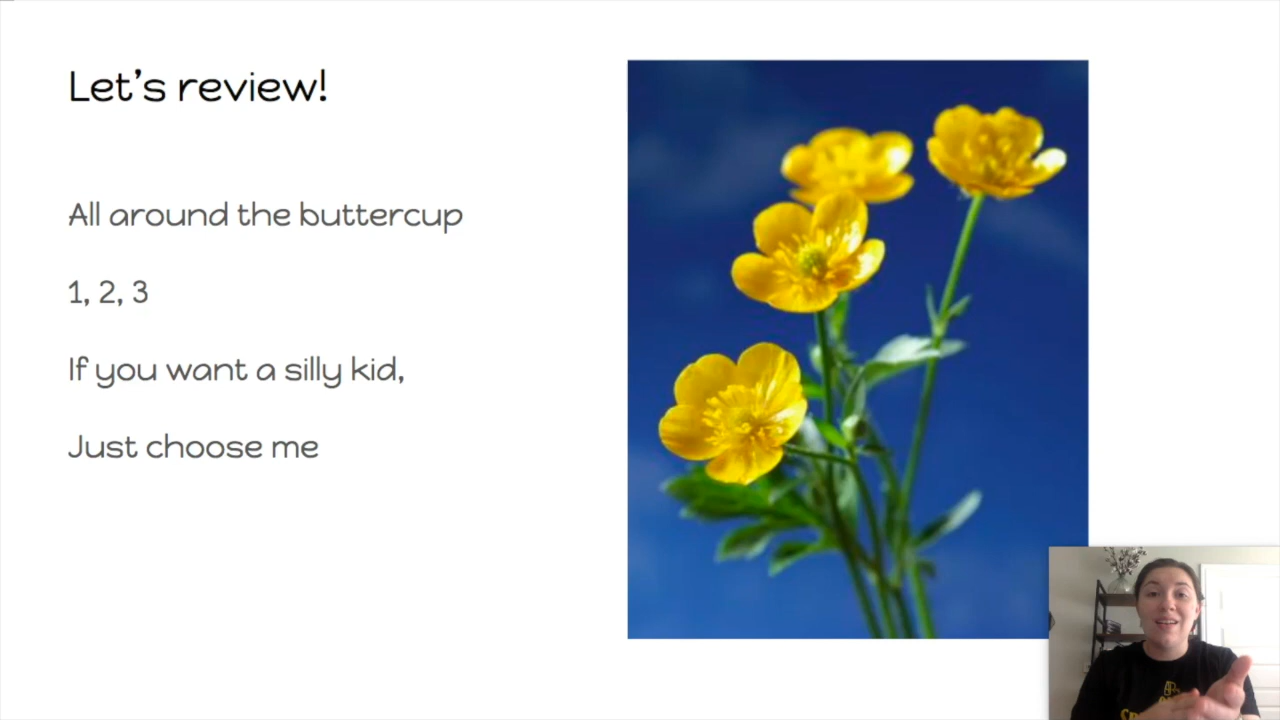 Let's review!
All around the buttercup
1, 2, 3
If you want a silly kid,
Just choose me